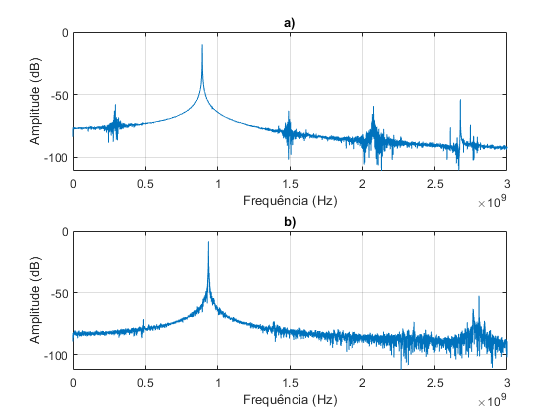 a)
0
-50
-100
Amplitude (dB)
0 0.5 1 1.5 2 2.5 3
Frequência (Hz)
×10^9
b)
0
-50
-100
Amplitude (dB)
0 0.5 1 1.5 2 2.5 3
Frequência (Hz)
×10^9